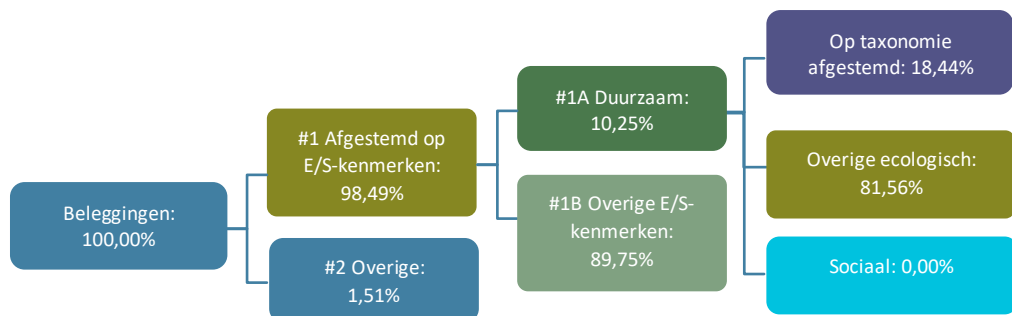 Beleggingen:
100,00%
#1 Afgestemd op
E/S-kenmerken:
98,49%
#2 Overige:
1,51%
#1A Duurzaam:
10,25%
#1B Overige E/S-
kenmerken:
89,75%
Op taxonomie
afgestemd: 18,44%
Overige ecologisch:
81,56%
Sociaal: 0,00%